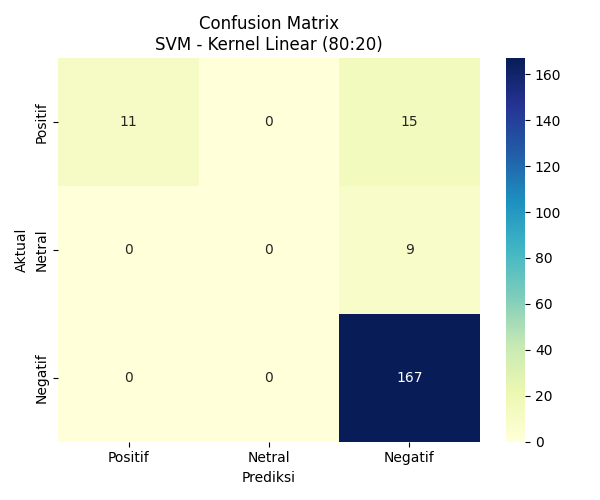 Confusion Matrix
SVM - Kernel Linear (80:20)
Aktual
Positif
11 0 15
Netral
0 0 9
Negatif
0 0 167
Positif Netral Negatif
Prediksi
160
140
120
100
80
60
40
20
0